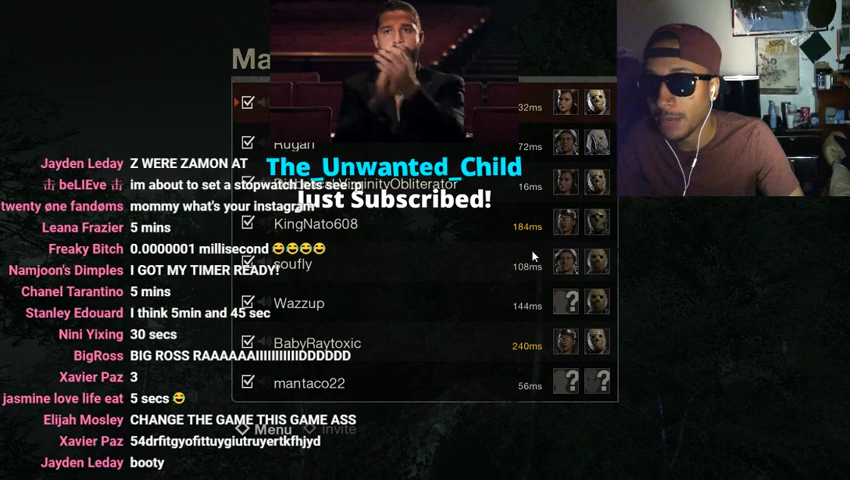 Ma
32ms
Rugan
72ms
The_Unwanted_Child
Just Subscribed!
VirginityObliterator
16ms
KingNato608
184ms
soufly
108ms
Wazzup
144ms
BabyRaytoxic
240ms
mantaco22
56ms
Menu
Invite
Jayden Leday Z WERE ZAMON AT
击 beLIEve 击 im about to set a stopwatch lets see im
twenty øne fandøms mommy what's your instagram
Leana Frazier 5 mins
Freaky Bitch 0.0000001 millisecond 😂😂😂😂
Namjoon's Dimples I GOT MY TIMER READY!
Chanel Tarantino 5 mins
Stanley Edouard I think 5min and 45 sec
Nini Yixing 30 secs
BigRoss BIG ROSS RAAAAAAIIIIIIIIIIIIDDDDDD
Xavier Paz 3
jasmine love life eat 5 secs 😂
Elijah Mosley CHANGE THE GAME THIS GAME ASS
Xavier Paz 54drfitgyofittuygiutruyertkfhjyd
Jayden Leday booty